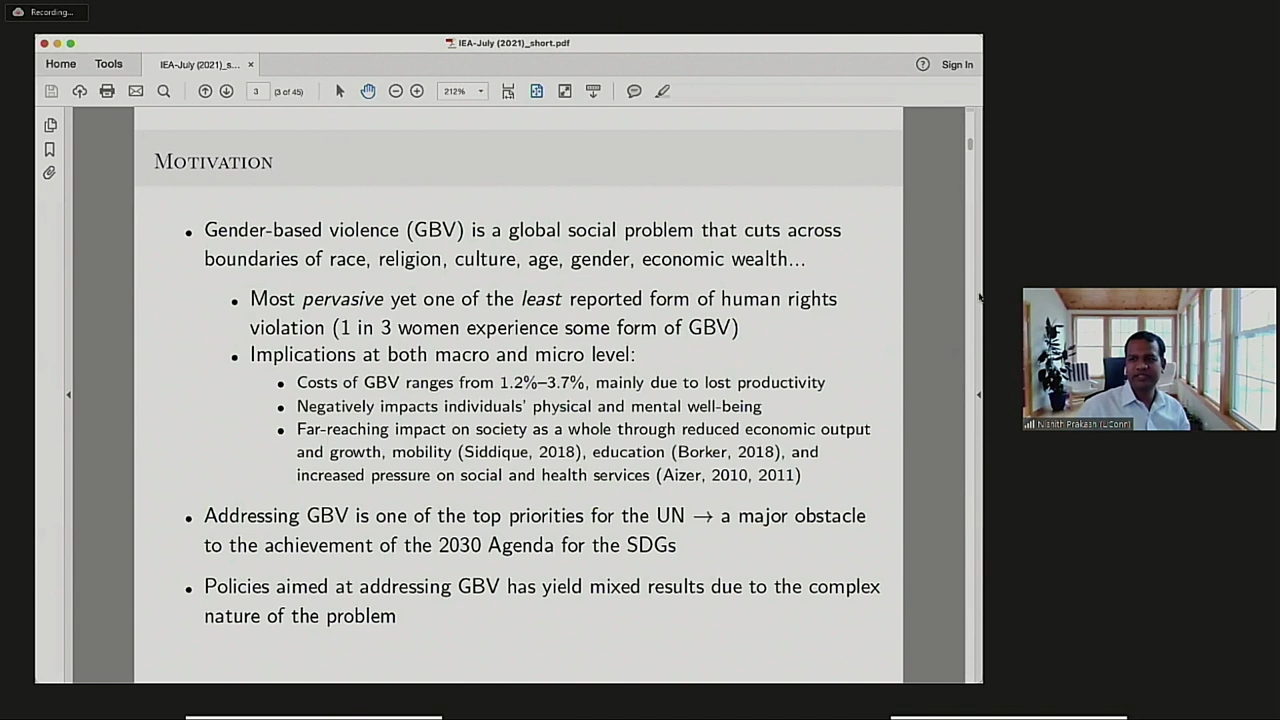 Recording...
IEA-July (2021)_short.pdf
Home Tools IEA-July (2021)_s... × ? Sign In
3 (3 of 45) 212%
Motivation
• Gender-based violence (GBV) is a global social problem that cuts across
boundaries of race, religion, culture, age, gender, economic wealth...
• Most pervasive yet one of the least reported form of human rights
violation (1 in 3 women experience some form of GBV)
• Implications at both macro and micro level:
• Costs of GBV ranges from 1.2%–3.7%, mainly due to lost productivity
• Negatively impacts individuals' physical and mental well-being
• Far-reaching impact on society as a whole through reduced economic output
and growth, mobility (Siddique, 2018), education (Borker, 2018), and
increased pressure on social and health services (Aizer, 2010, 2011)
• Addressing GBV is one of the top priorities for the UN → a major obstacle
to the achievement of the 2030 Agenda for the SDGs
• Policies aimed at addressing GBV has yield mixed results due to the complex
nature of the problem
Nishith Prakash (UConn)